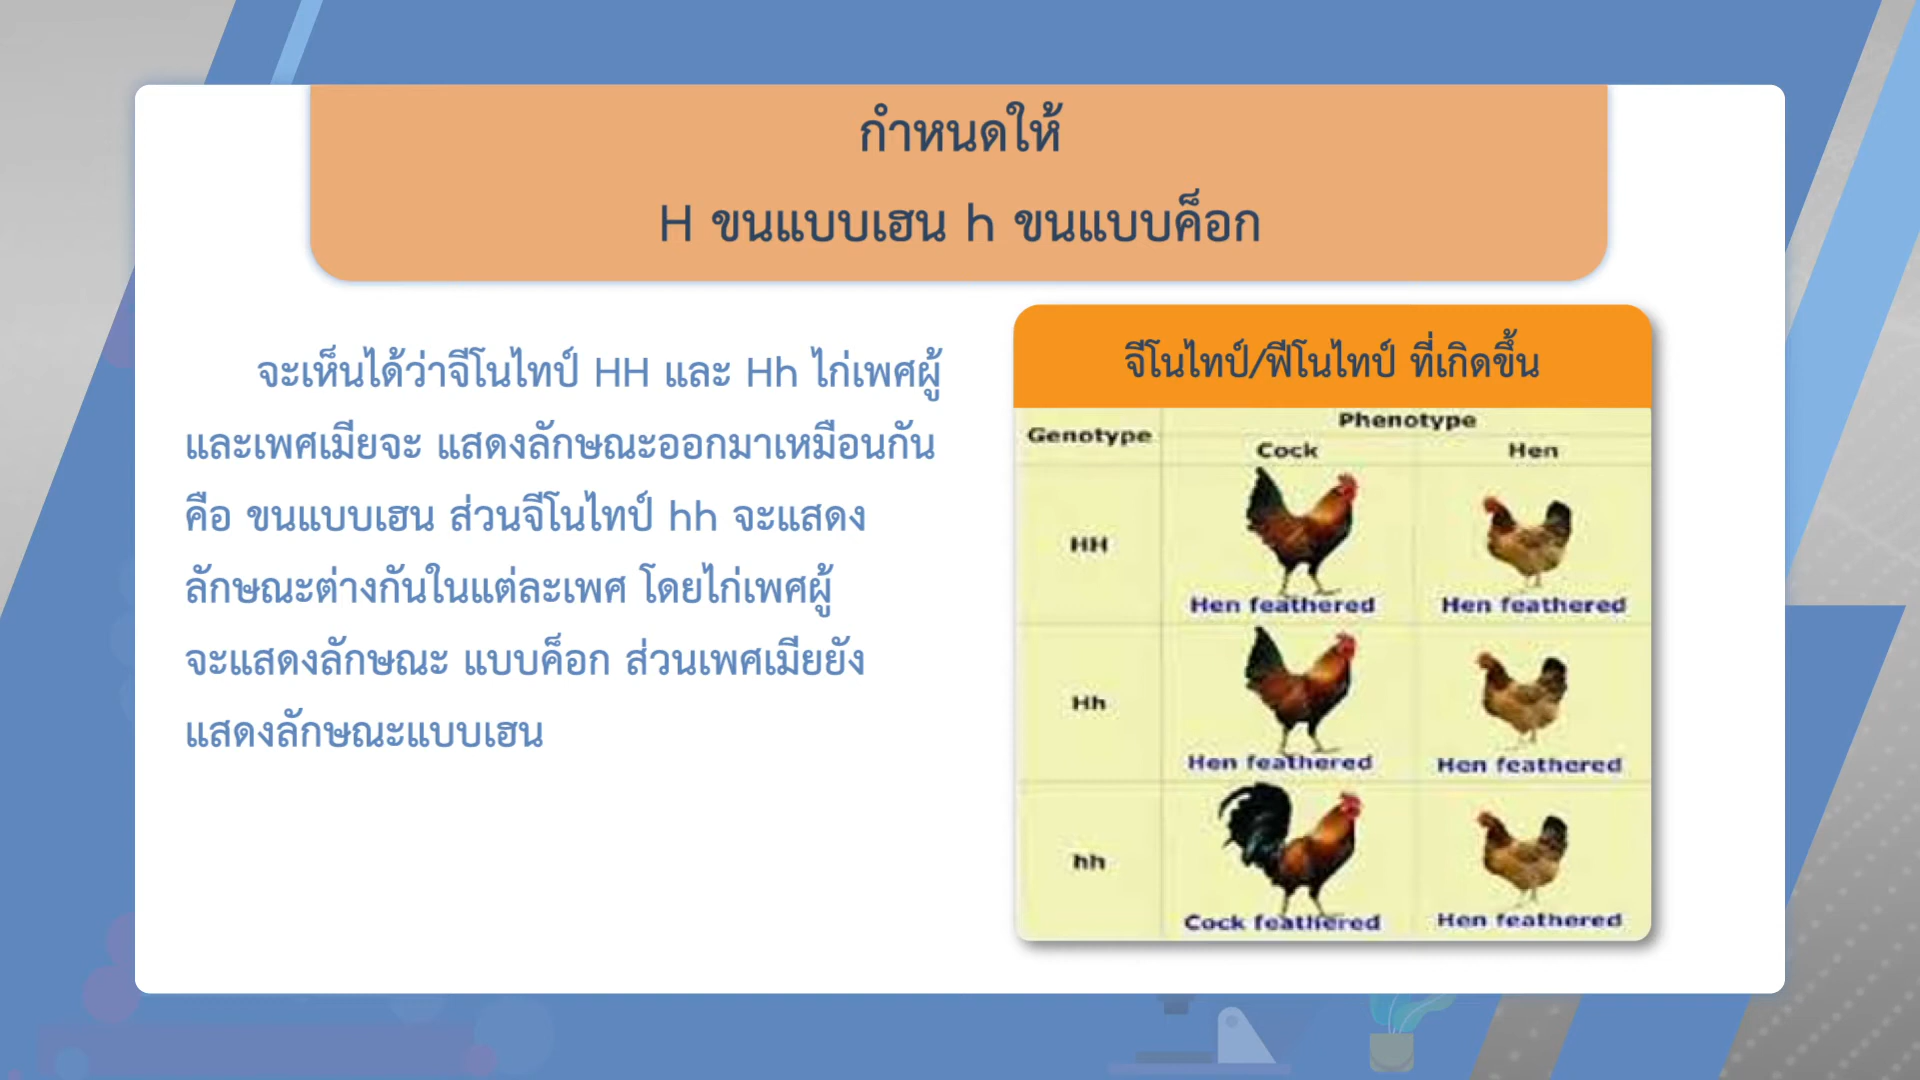 กำหนดให้
H ขนแบบเฮน h ขนแบบค็อก
จะเห็นได้ว่าจีโนไทป์ HH และ Hh ไก่เพศผู้
และเพศเมียจะ แสดงลักษณะออกมาเหมือนกัน
คือ ขนแบบเฮน ส่วนจีโนไทป์ hh จะแสดง
ลักษณะต่างกันในแต่ละเพศ โดยไก่เพศผู้
จะแสดงลักษณะ แบบค็อก ส่วนเพศเมียยัง
แสดงลักษณะแบบเฮน
จีโนไทป์/ฟีโนไทป์ ที่เกิดขึ้น
Genotype
Phenotype
Cock Hen
HH
Hen feathered Hen feathered
Hh
Hen feathered Hen feathered
hh
Cock feathered Hen feathered